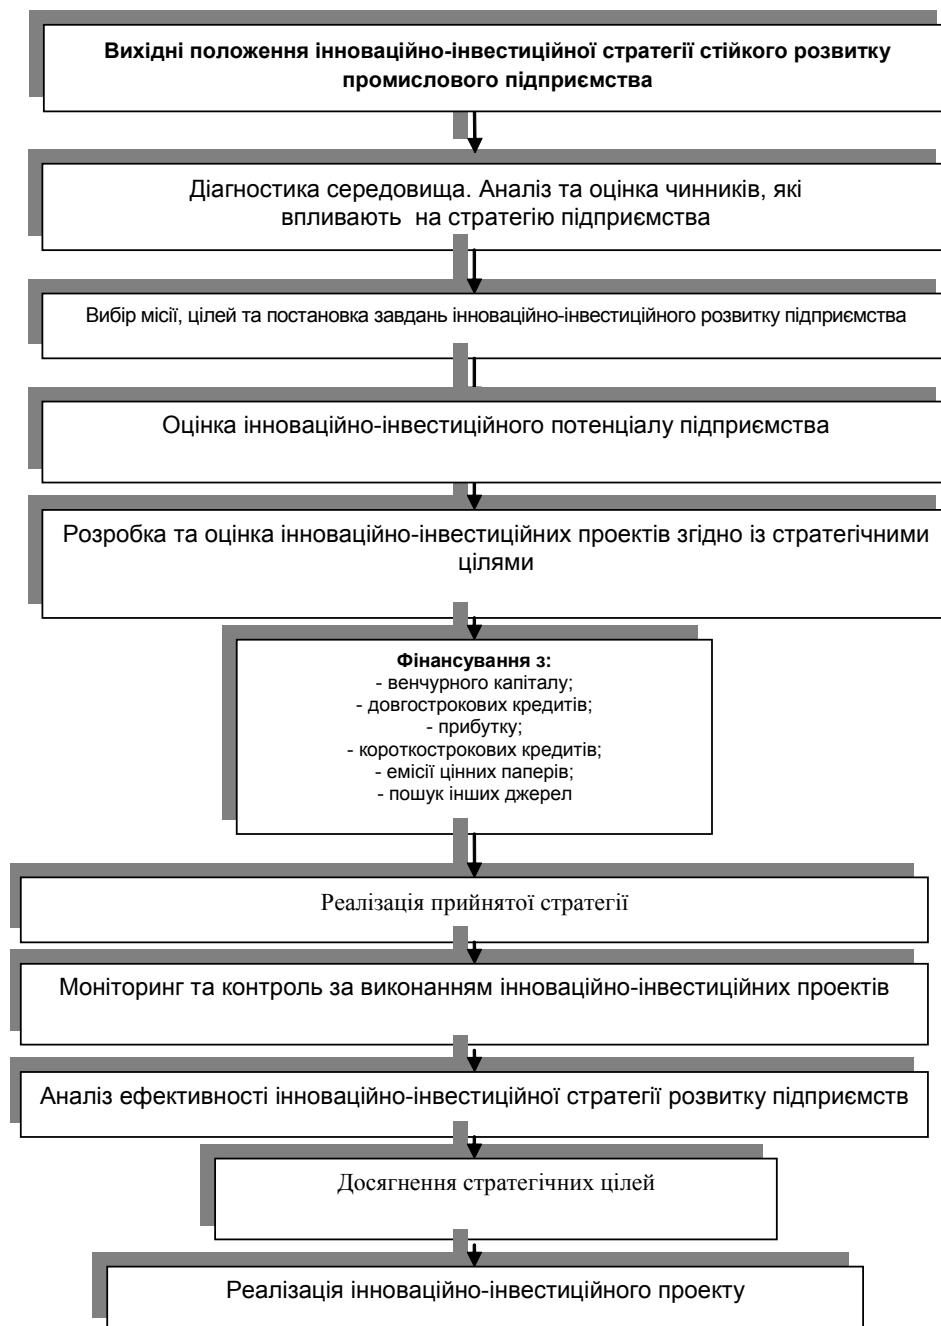 Вихідні положення інноваційно-інвестиційної стратегії стійкого розвитку
промислового підприємства
Діагностика середовища. Аналіз та оцінка чинників, які
впливають на стратегію підприємства
Вибір місії, цілей та постановка завдань інноваційно-інвестиційного розвитку підприємства
Оцінка інноваційно-інвестиційного потенціалу підприємства
Розробка та оцінка інноваційно-інвестиційних проектів згідно із стратегічними
цілями
Фінансування з:
- венчурного капіталу;
- довгострокових кредитів;
- прибутку;
- короткострокових кредитів;
- емісії цінних паперів;
- пошук інших джерел
Реалізація прийнятої стратегії
Моніторинг та контроль за виконанням інноваційно-інвестиційних проектів
Аналіз ефективності інноваційно-інвестиційної стратегії розвитку підприємств
Досягнення стратегічних цілей
Реалізація інноваційно-інвестиційного проекту